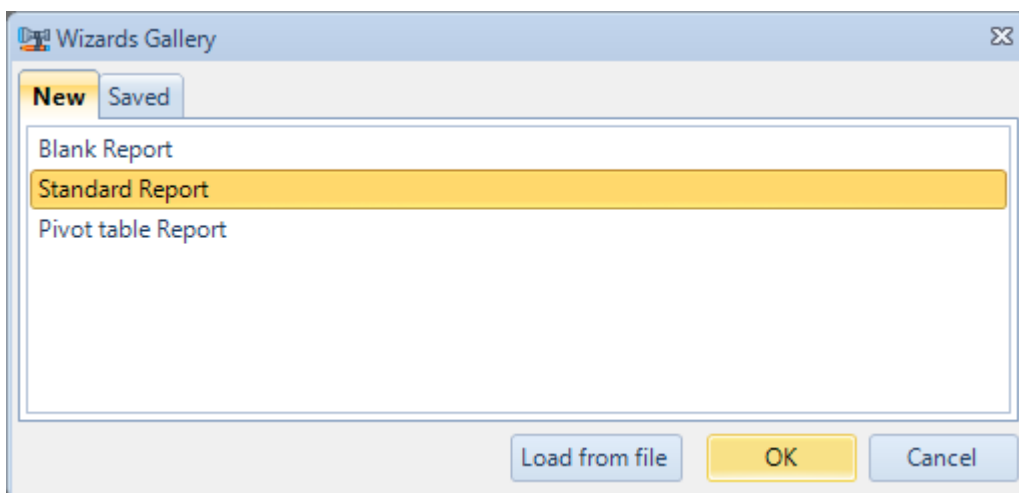 Wizards Gallery
New Saved
Blank Report
Standard Report
Pivot table Report
Load from file OK Cancel